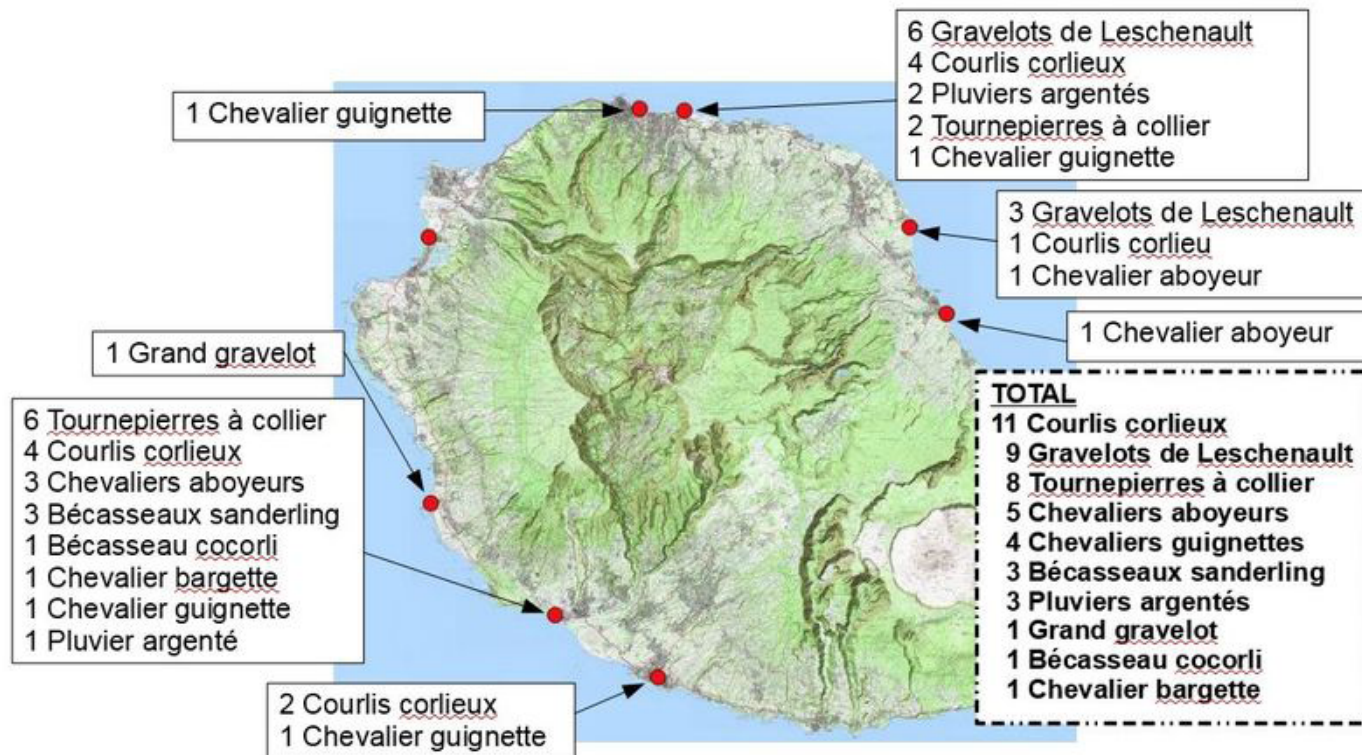 6 Gravelots de Leschenault
4 Courlis corlieux
2 Pluviers argentés
2 Tournepierres à collier
1 Chevalier guignette
1 Chevalier guignette
3 Gravelots de Leschenault
1 Courlis corlieu
1 Chevalier aboyeur
1 Chevalier aboyeur
1 Grand gravelot
6 Tournepierres à collier
4 Courlis corlieux
3 Chevaliers aboyeurs
3 Bécasseaux sanderling
1 Bécasseau cocorli
1 Chevalier bargette
1 Chevalier guignette
1 Pluvier argenté
2 Courlis corlieux
1 Chevalier guignette
TOTAL
11 Courlis corlieux
9 Gravelots de Leschenault
8 Tournepierres à collier
5 Chevaliers aboyeurs
4 Chevaliers guignettes
3 Bécasseaux sanderling
3 Pluviers argentés
1 Grand gravelot
1 Bécasseau cocorli
1 Chevalier bargette